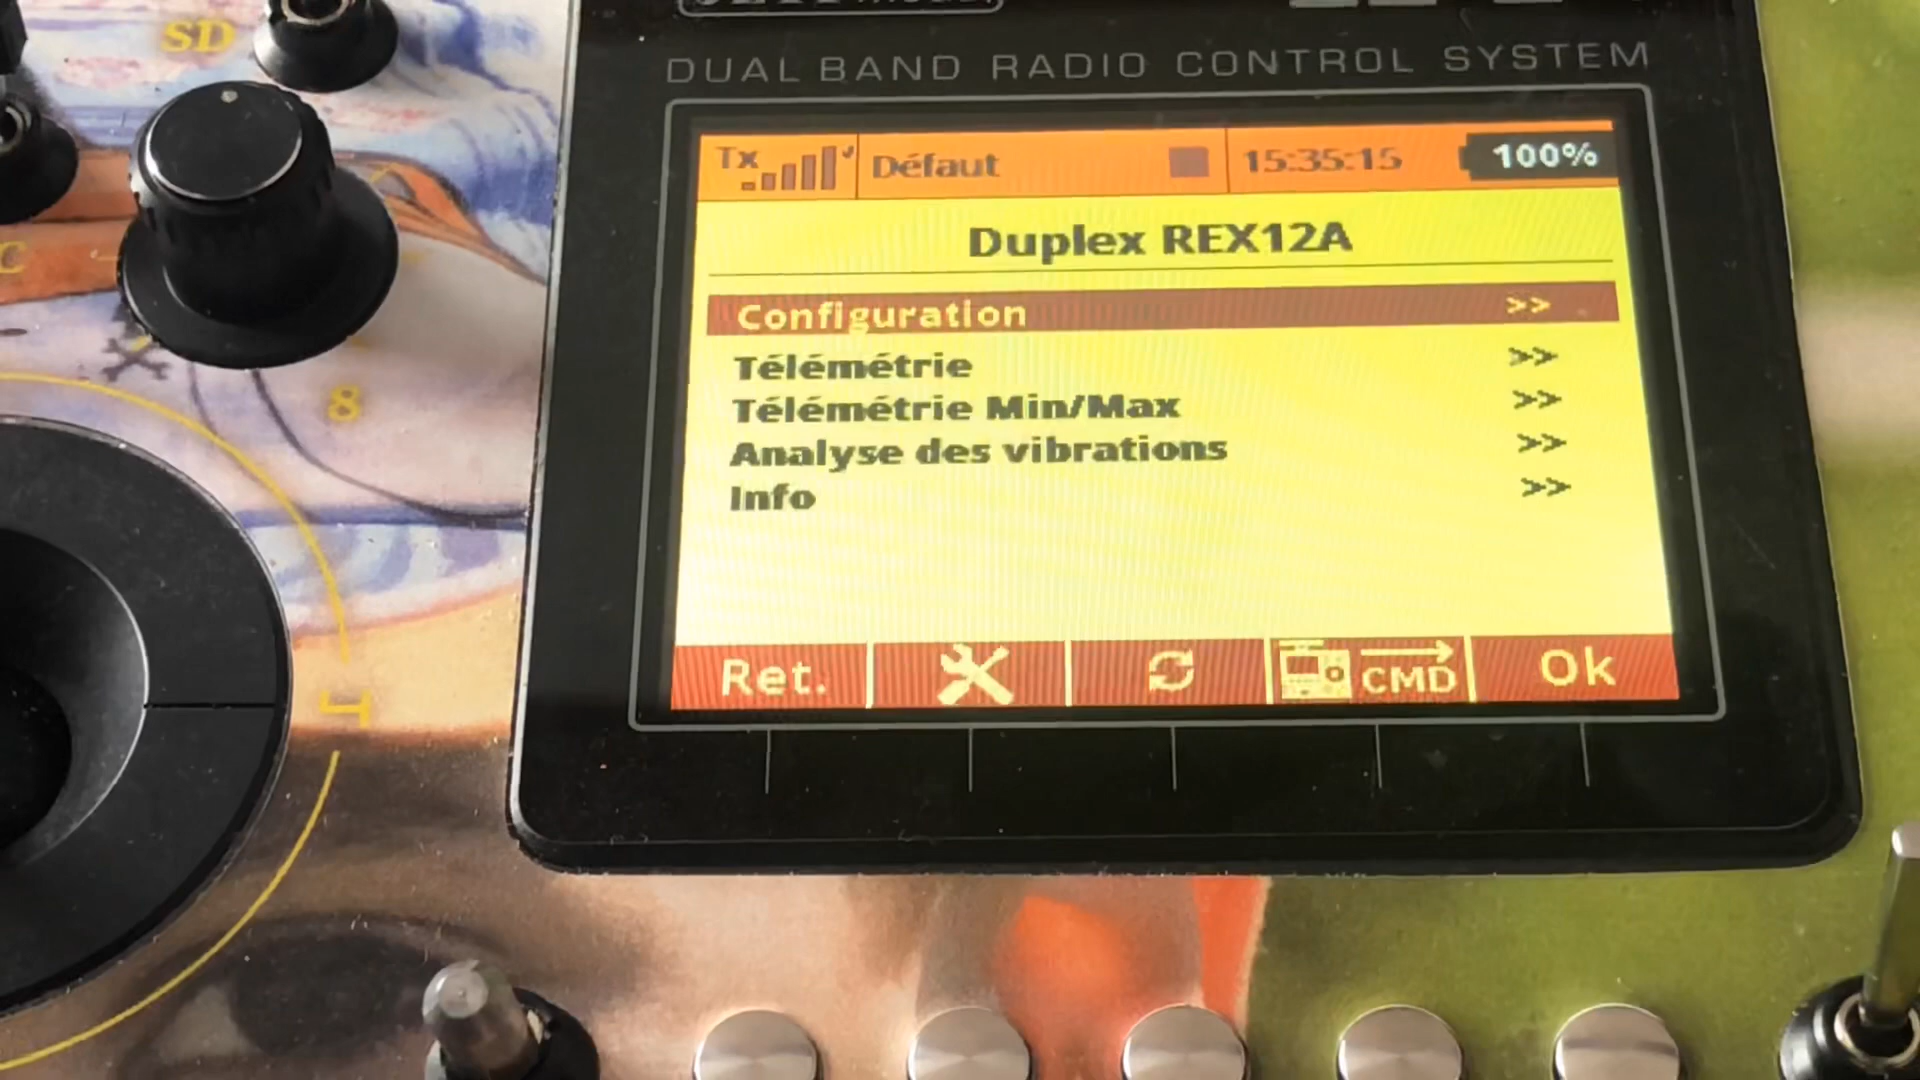 SD
DUAL BAND RADIO CONTROL SYSTEM
Tx Défaut 15:35:15 100%
Duplex REX12A
Configuration >>
Télémétrie >>
Télémétrie Min/Max >>
Analyse des vibrations >>
Info >>
Ret. CMD Ok
8
4